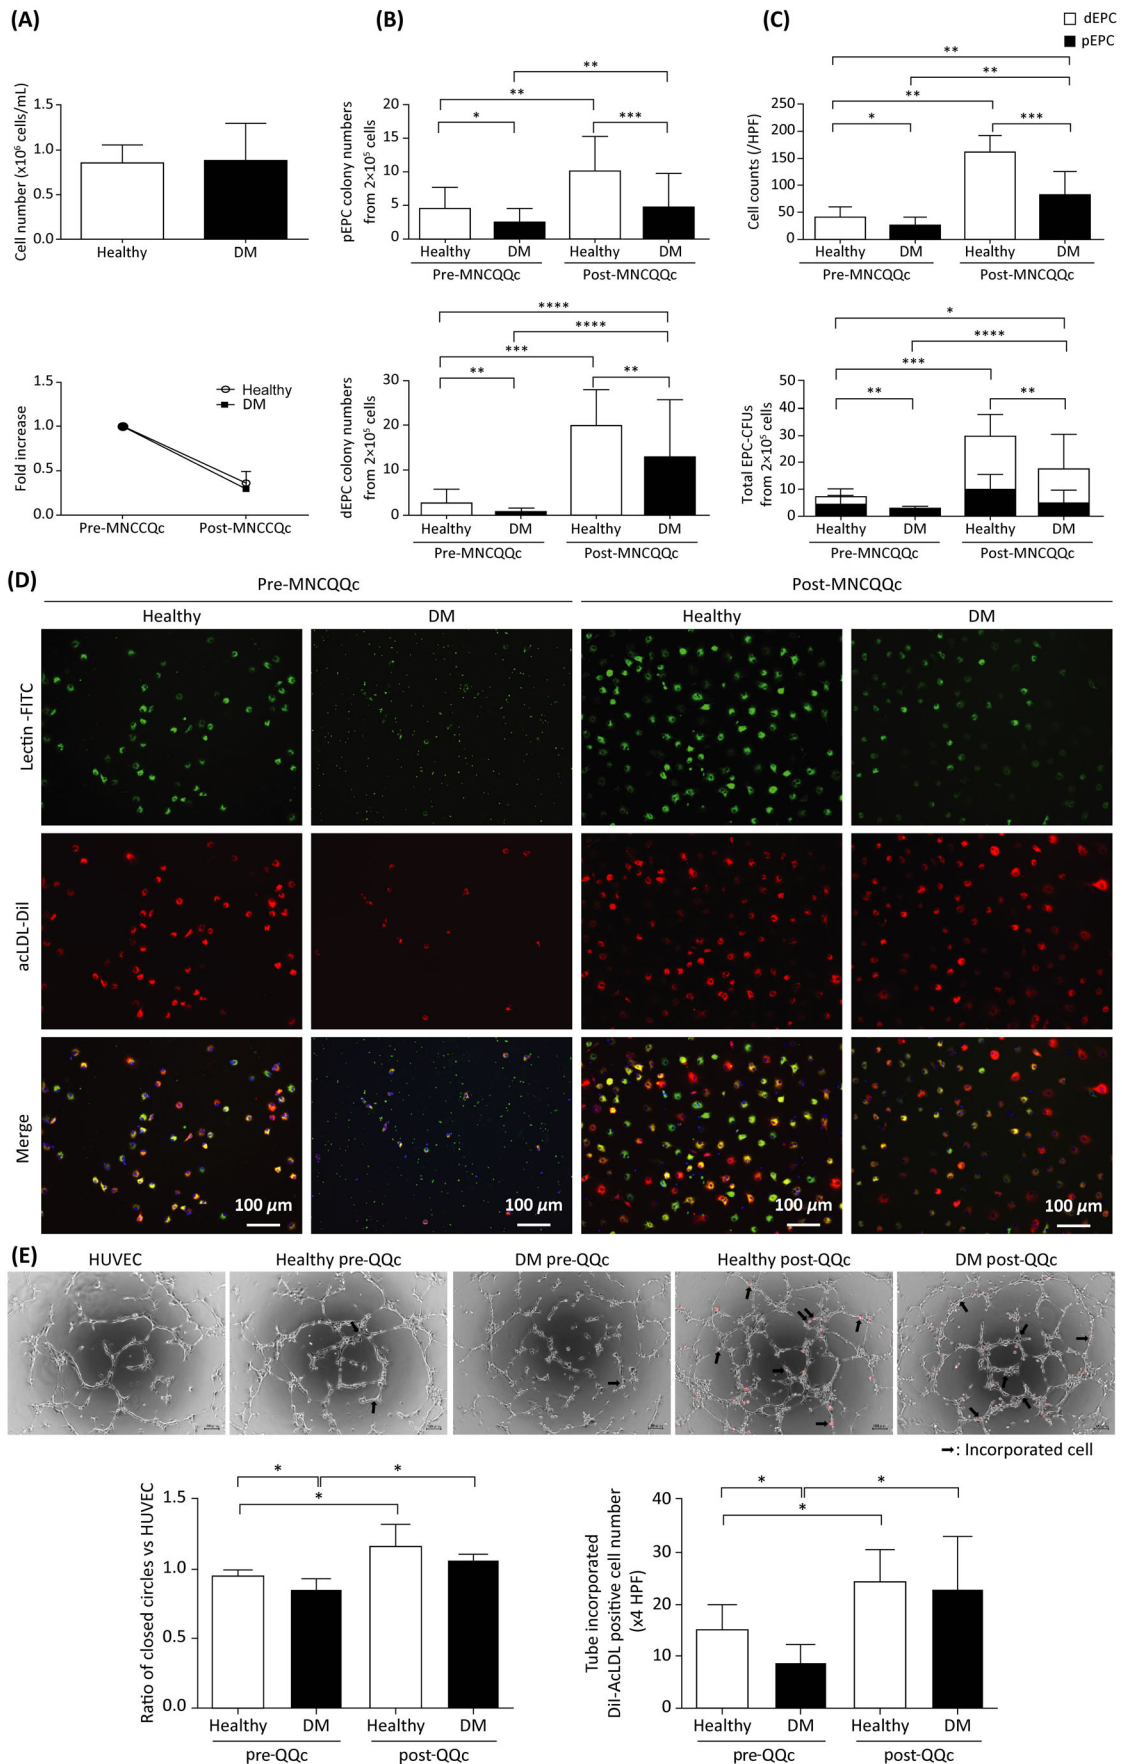 (A)
Cell number (x10⁶ cells/mL)
1.5
1.0
0.5
0.0
Healthy
DM
Fold increase
1.5
1.0
0.5
0.0
Healthy
DM
Pre-MNCCQc
Post-MNCCQc
(B)
pEPC colony numbers
from 2×10⁵ cells
20
15
10
5
0
**
**
*
***
Healthy
DM
Healthy
DM
Pre-MNCQQc
Post-MNCQQc
dEPC colony numbers
from 2×10⁵ cells
30
20
10
0
****
****
***
**
**
Healthy
DM
Healthy
DM
Pre-MNCQQc
Post-MNCQQc
(C)
dEPC
pEPC
Cell counts (/HPF)
250
200
150
100
50
0
**
**
**
*
***
Healthy
DM
Healthy
DM
Pre-MNCQQc
Post-MNCQQc
Total EPC-CFUs
from 2×10⁵ cells
50
40
30
20
10
0
*
****
***
**
**
Healthy
DM
Healthy
DM
Pre-MNCQQc
Post-MNCQQc
(D)
Pre-MNCQQc
Post-MNCQQc
Healthy
DM
Healthy
DM
Lectin -FITC
acLDL-Dil
Merge
100 µm
100 µm
100 µm
100 µm
(E)
HUVEC
Healthy pre-QQc
DM pre-QQc
Healthy post-QQc
DM post-QQc
➞: Incorporated cell
Ratio of closed circles vs HUVEC
1.5
1.0
0.5
0.0
*
*
*
Healthy
DM
Healthy
DM
pre-QQc
post-QQc
Tube incorporated
Dil-AcLDL positive cell number
(x4 HPF)
40
30
20
10
0
*
*
*
Healthy
DM
Healthy
DM
pre-QQc
post-QQc